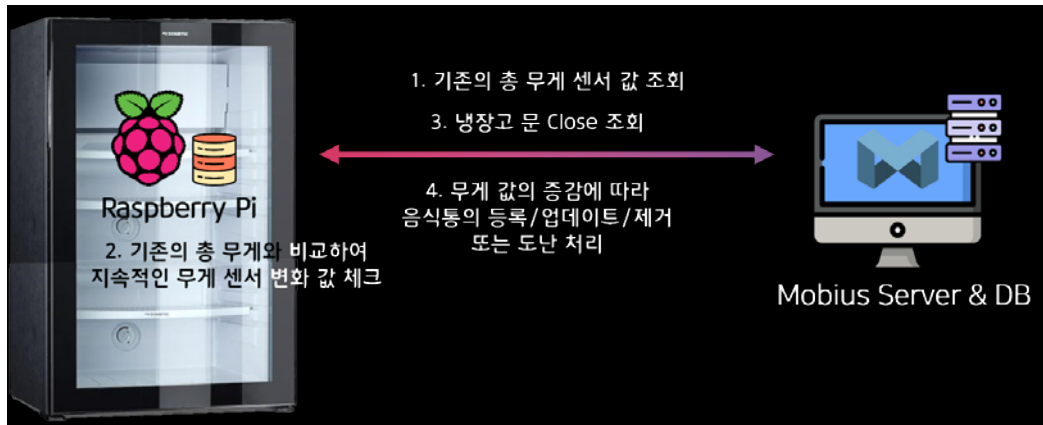 DOMETIC
1. 기존의 총 무게 센서 값 조회
3. 냉장고 문 Close 조회
4. 무게 값의 증감에 따라
음식통의 등록/업데이트/제거
또는 도난 처리
Raspberry Pi
2. 기존의 총 무게와 비교하여
지속적인 무게 센서 변화 값 체크
Mobius Server & DB